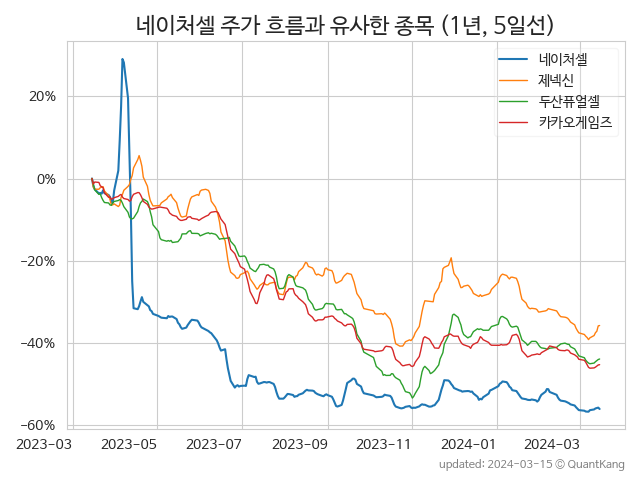 네이처셀 주가 흐름과 유사한 종목 (1년, 5일선)
네이처셀
제넥신
두산퓨얼셀
카카오게임즈
20%
0%
−20%
−40%
−60%
2023-03 2023-05 2023-07 2023-09 2023-11 2024-01 2024-03
updated: 2024-03-15 © QuantKang